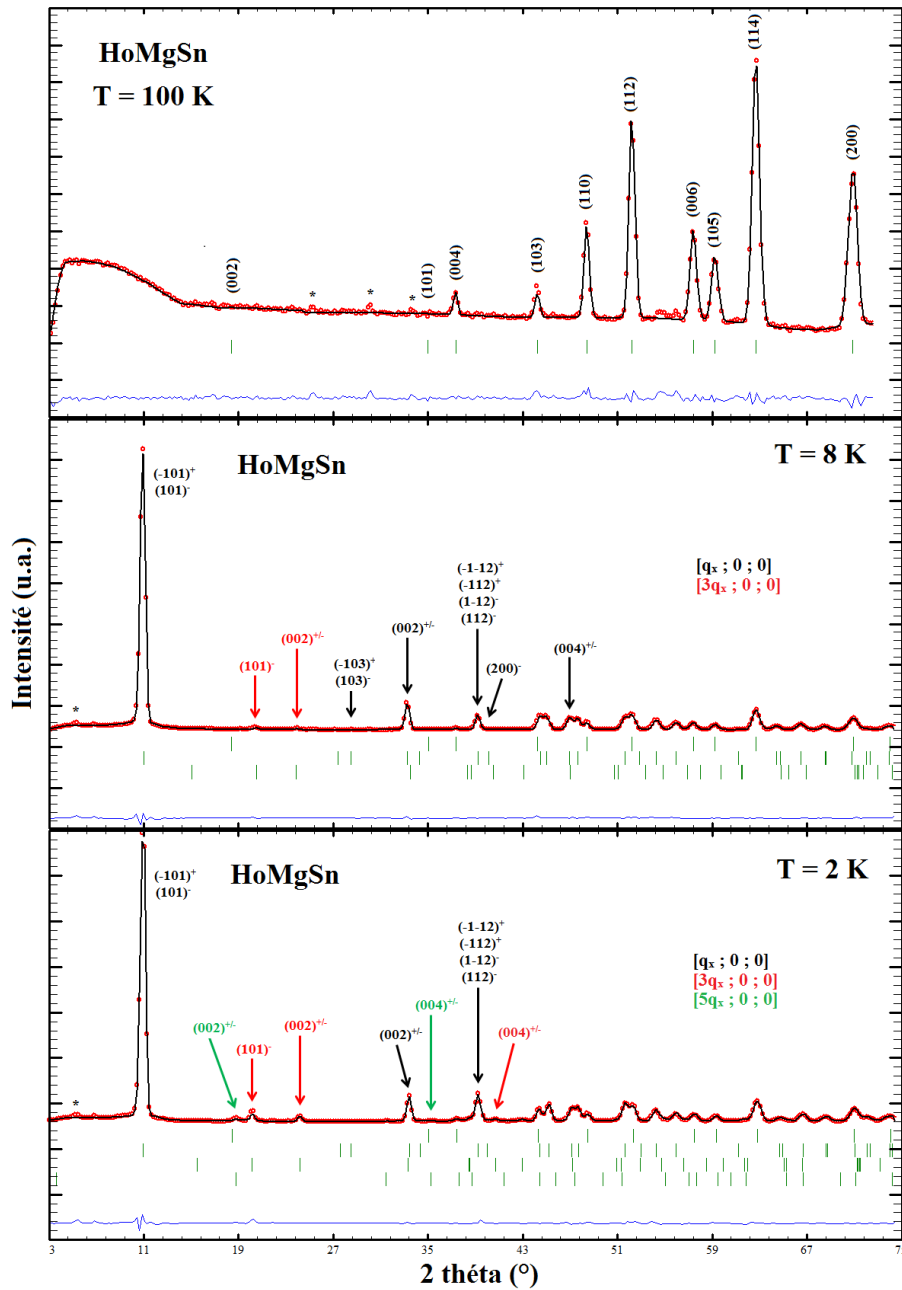 HoMgSn
T = 100 K
(002)
*
*
*
(101)
(004)
(103)
(110)
(112)
(006)
(105)
(114)
(200)
HoMgSn
T = 8 K
(-101)⁺
(101)⁻
[qₓ ; 0 ; 0]
[3qₓ ; 0 ; 0]
*
(101)⁻
(002)⁺/⁻
(-103)⁺
(103)⁻
(002)⁺/⁻
(-1-12)⁺
(-112)⁺
(1-12)⁻
(112)⁻
(200)⁻
(004)⁺/⁻
HoMgSn
T = 2 K
(-101)⁺
(101)⁻
[qₓ ; 0 ; 0]
[3qₓ ; 0 ; 0]
[5qₓ ; 0 ; 0]
*
(002)⁺/⁻
(101)⁻
(002)⁺/⁻
(002)⁺/⁻
(004)⁺/⁻
(-1-12)⁺
(-112)⁺
(1-12)⁻
(112)⁻
(004)⁺/⁻
Intensité (u.a.)
3 11 19 27 35 43 51 59 67 7
2 théta (°)